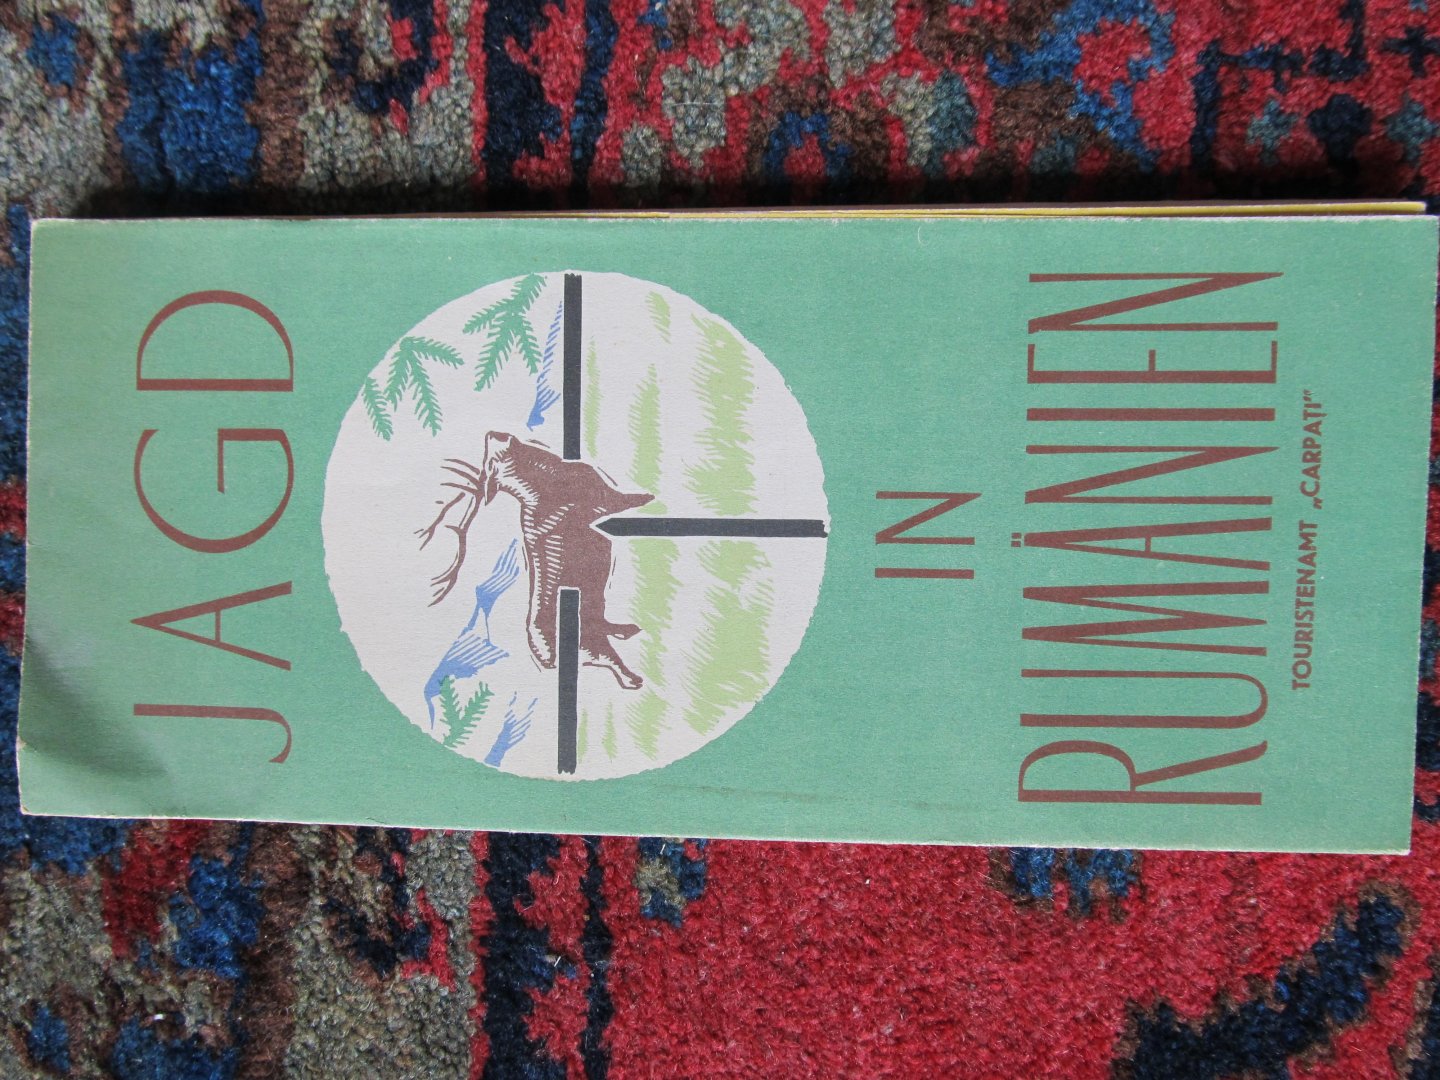 JAGD
IN
RUMÄNIEN
TOURISTENAMT „CARPAȚI”